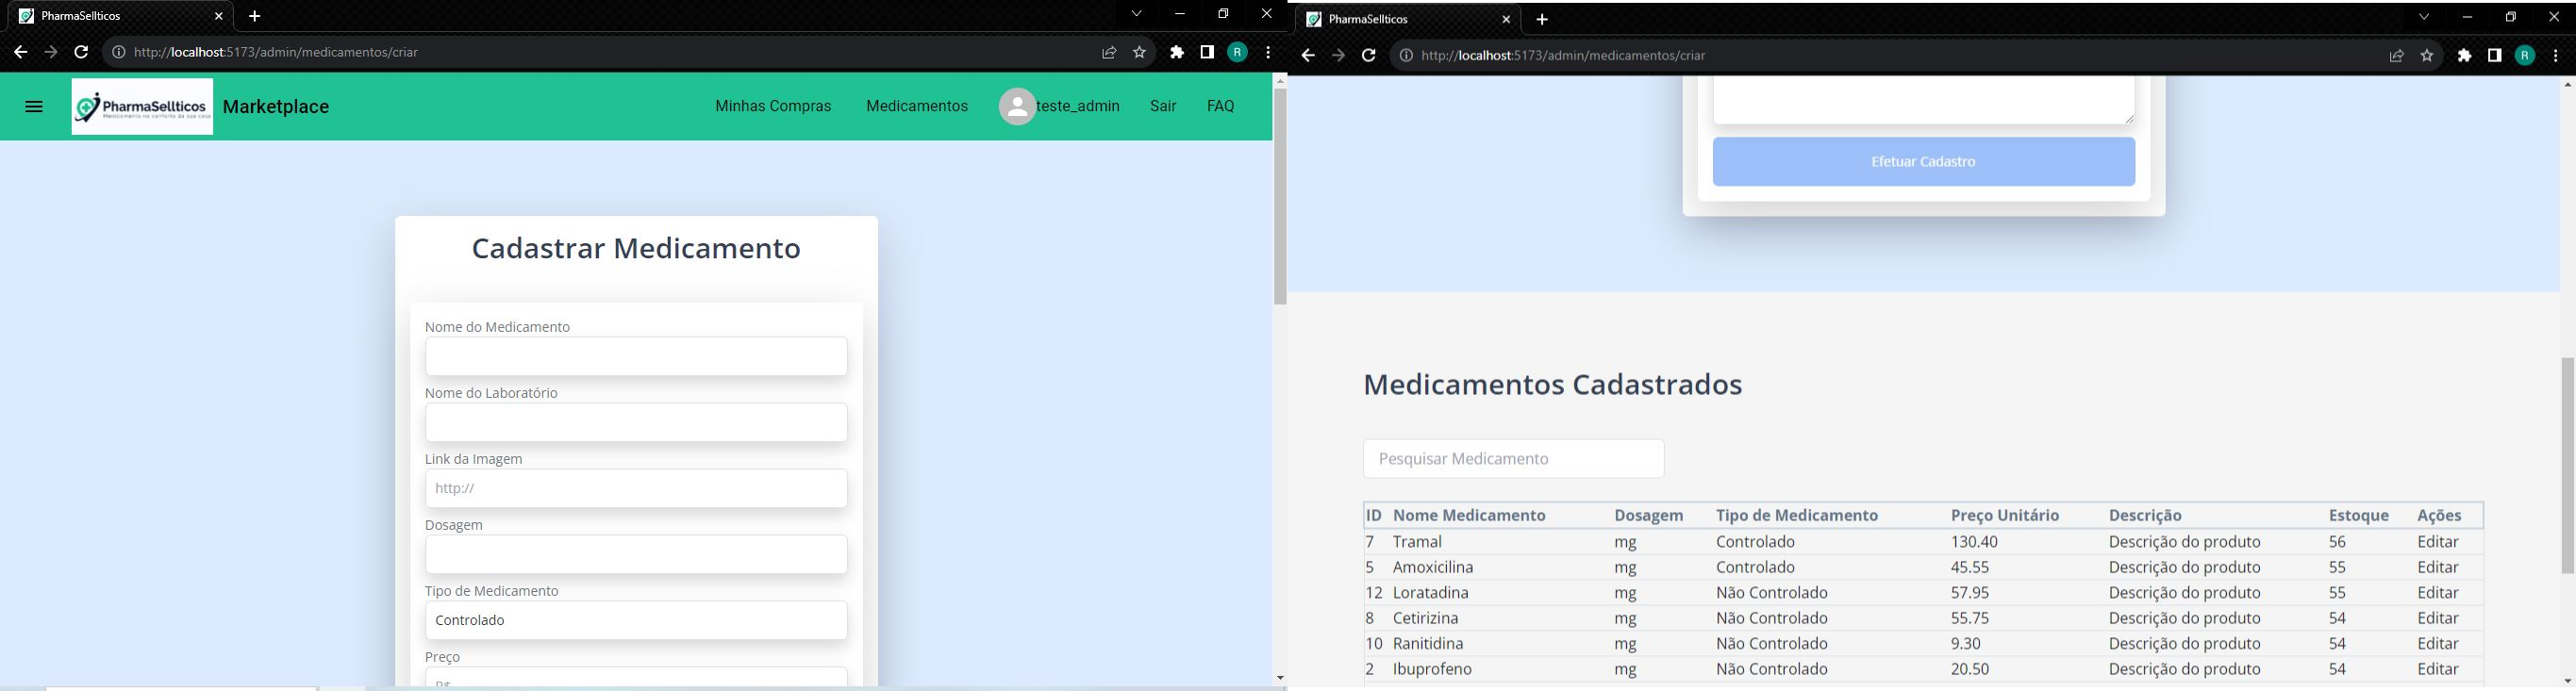 PharmaSellticos
http://localhost:5173/admin/medicamentos/criar
R
PharmaSellticos
Medicamento no conforto da sua casa
Marketplace
Minhas Compras
Medicamentos
teste_admin
Sair
FAQ
Cadastrar Medicamento
Nome do Medicamento
Nome do Laboratório
Link da Imagem
http://
Dosagem
Tipo de Medicamento
Controlado
Preço
R$
PharmaSellticos
http://localhost:5173/admin/medicamentos/criar
R
Efetuar Cadastro
Medicamentos Cadastrados
Pesquisar Medicamento
ID Nome Medicamento Dosagem Tipo de Medicamento Preço Unitário Descrição Estoque Ações
7 Tramal mg Controlado 130.40 Descrição do produto 56 Editar
5 Amoxicilina mg Controlado 45.55 Descrição do produto 55 Editar
12 Loratadina mg Não Controlado 57.95 Descrição do produto 55 Editar
8 Cetirizina mg Não Controlado 55.75 Descrição do produto 54 Editar
10 Ranitidina mg Não Controlado 9.30 Descrição do produto 54 Editar
2 Ibuprofeno mg Não Controlado 20.50 Descrição do produto 54 Editar